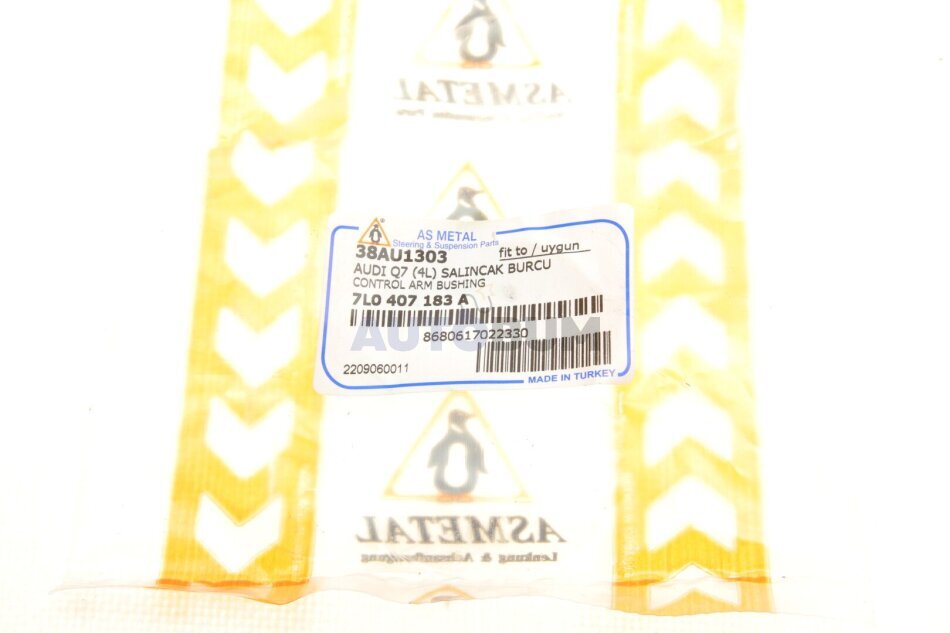 ASMETAL
AS METAL
Steering & Suspension Parts
38AU1303
fit to / uygun
AUDI Q7 (4L) SALINCAK BURCU
CONTROL ARM BUSHING
7L0 407 183 A
AUTODUM
8680617022330
2209060011
MADE IN TURKEY
ASMETAL
Lenkung & Achsaufhängung